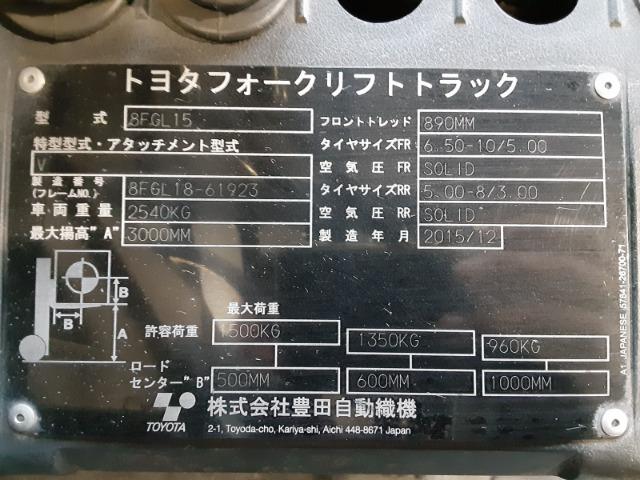 トヨタフォークリフトトラック
型式 8FGL15 フロントトレッド 890MM
特型型式・アタッチメント型式 タイヤサイズFR 6.50-10/5.00
V 空気圧 FR SOLID
製造番号 (フレームNO.) 8FGL18-61923 タイヤサイズRR 5.00-8/3.00 /
車両重量 2540KG 空気圧 RR SOLID
最大揚高"A" 3000MM 製造年月 2015/12
B
B A
最大荷重
許容荷重 1500KG 1350KG 960KG
ロード
センター"B" 500MM 600MM 1000MM
TOYOTA 株式会社豊田自動織機
2-1, Toyoda-cho, Kariya-shi, Aichi 448-8671 Japan
A1 JAPANESE 57841-26700-71